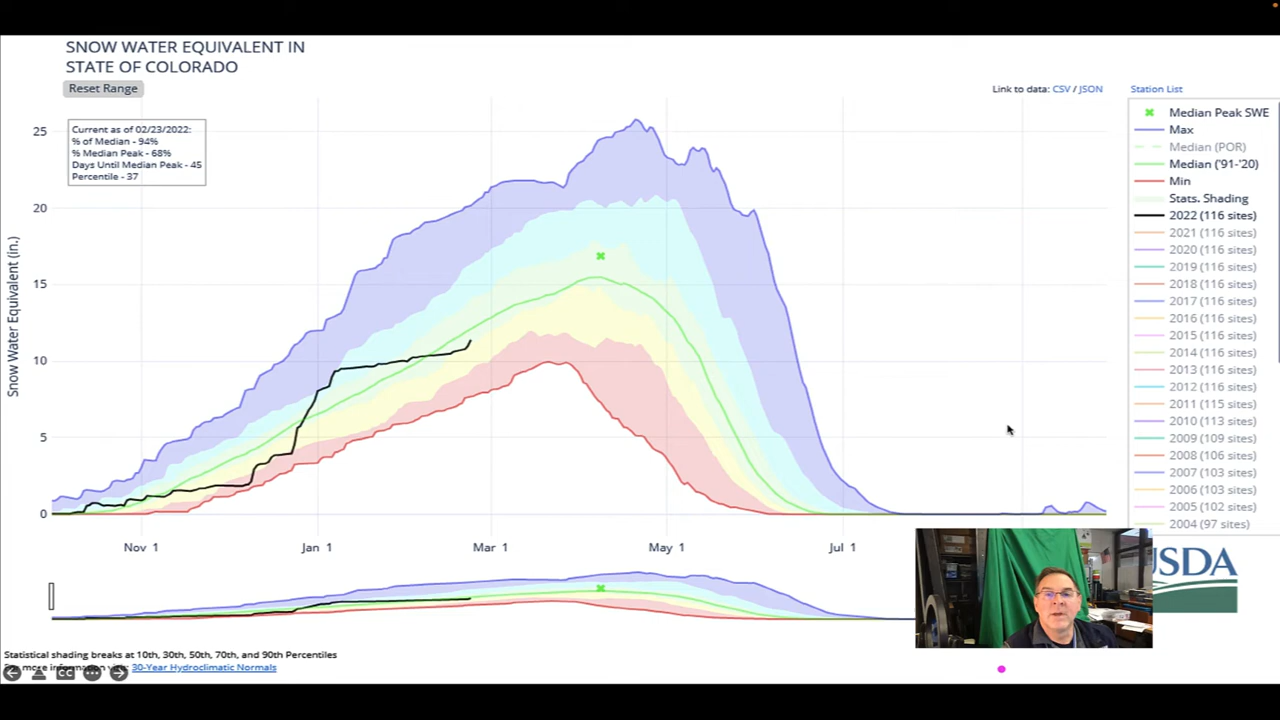 SNOW WATER EQUIVALENT IN
STATE OF COLORADO
Reset Range
Link to data: CSV / JSON
Station List
Current as of 02/23/2022:
% of Median - 94%
% Median Peak - 68%
Days Until Median Peak - 45
Percentile - 37
Snow Water Equivalent (in.)
25
20
15
10
5
0
Nov 1
Jan 1
Mar 1
May 1
Jul 1
Median Peak SWE
Max
Median (POR)
Median ('91-'20)
Min
Stats. Shading
2022 (116 sites)
2021 (116 sites)
2020 (116 sites)
2019 (116 sites)
2018 (116 sites)
2017 (116 sites)
2016 (116 sites)
2015 (116 sites)
2014 (116 sites)
2013 (116 sites)
2012 (116 sites)
2011 (115 sites)
2010 (113 sites)
2009 (109 sites)
2008 (106 sites)
2007 (103 sites)
2006 (103 sites)
2005 (102 sites)
2004 (97 sites)
USDA
Statistical shading breaks at 10th, 30th, 50th, 70th, and 90th Percentiles
more information 30-Year Hydroclimatic Normals
CC